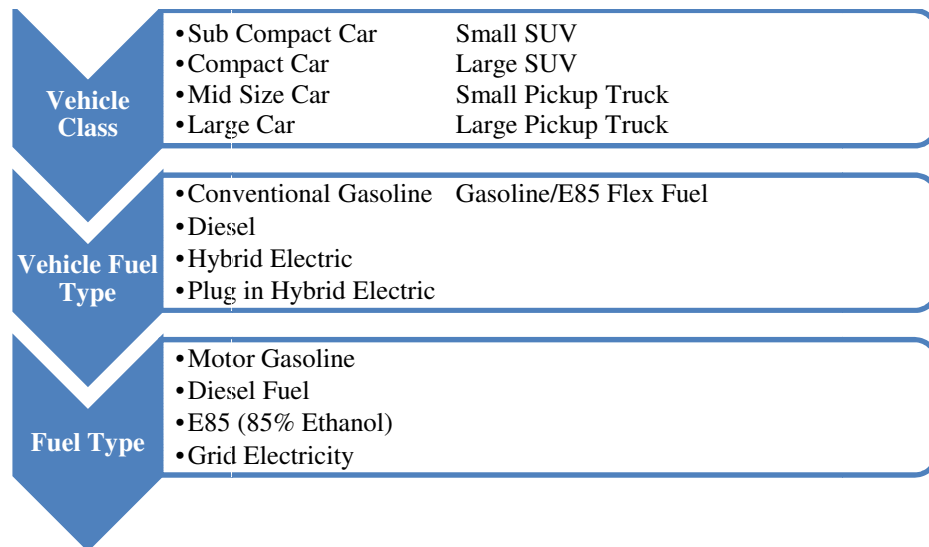 Vehicle
Class
•Sub Compact Car Small SUV
•Compact Car Large SUV
•Mid Size Car Small Pickup Truck
•Large Car Large Pickup Truck
Vehicle Fuel
Type
•Conventional Gasoline Gasoline/E85 Flex Fuel
•Diesel
•Hybrid Electric
•Plug in Hybrid Electric
Fuel Type
•Motor Gasoline
•Diesel Fuel
•E85 (85% Ethanol)
•Grid Electricity